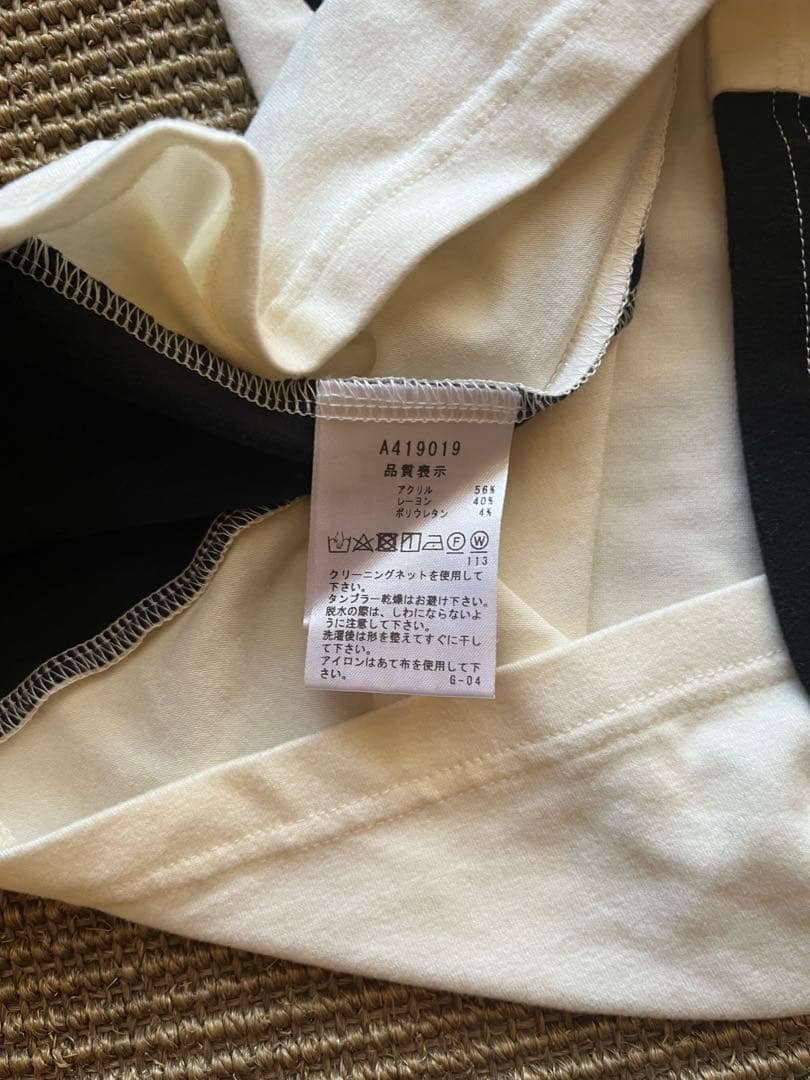 A419019
品質表示
アクリル 56%
レーヨン 40%
ポリウレタン 4%
F W
113
クリーニングネットを使用して
下さい。
タンブラー乾燥はお避け下さい。
脱水の際は、しわにならないよ
うに注意して下さい。
洗濯後は形を整えてすぐに干し
て下さい。
アイロンはあて布を使用して下
さい。 G-04